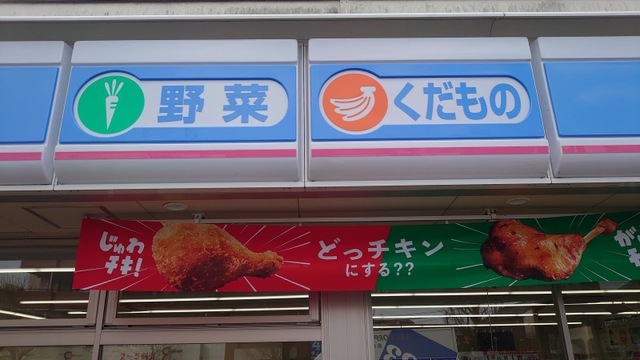 野菜
くだもの
じゅわ
チキ!
どっチキン
にする??